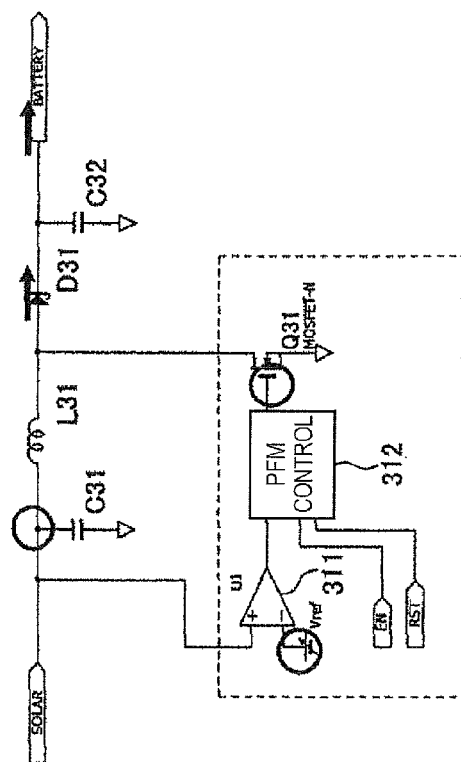 SOLAR
C31
L31
D31
C32
BATTERY
U1
+
−
Vref
311
PFM
CONTROL
312
Q31
MOSFET-N
EN
RST